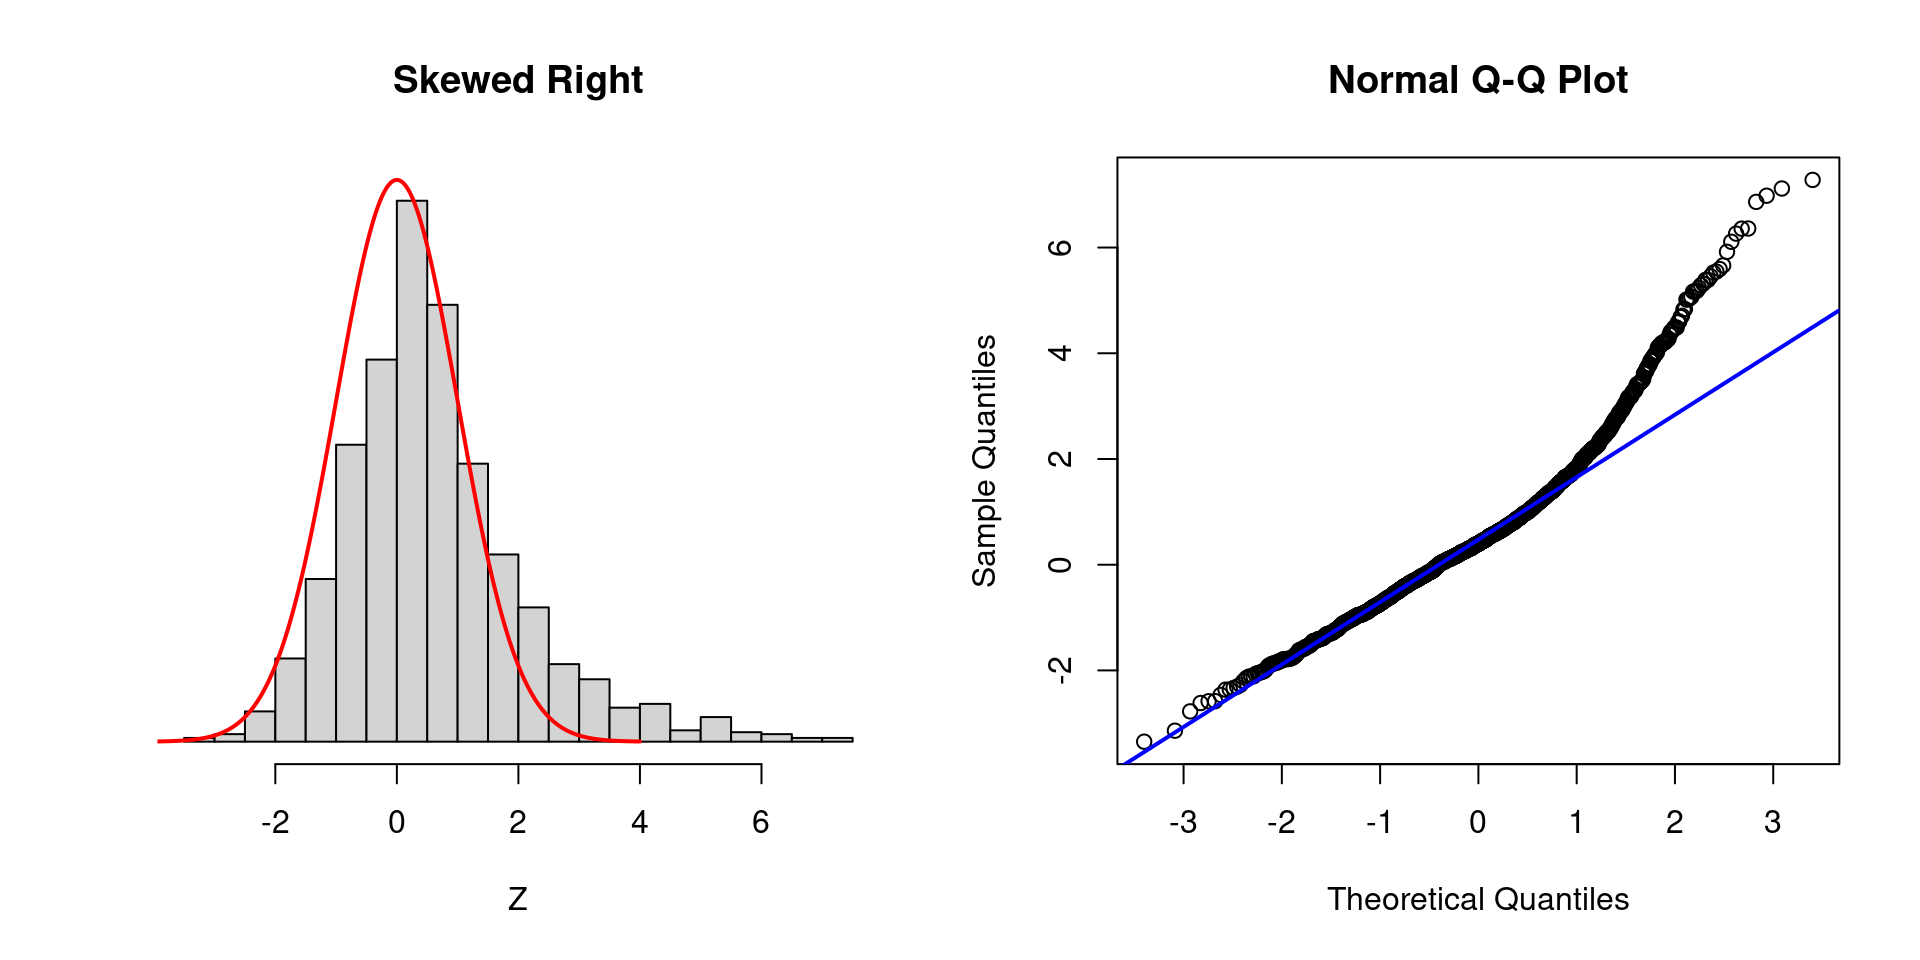 Skewed Right
-2 0 2 4 6
Z
Normal Q-Q Plot
Sample Quantiles
6
4
2
0
-2
-3 -2 -1 0 1 2 3
Theoretical Quantiles